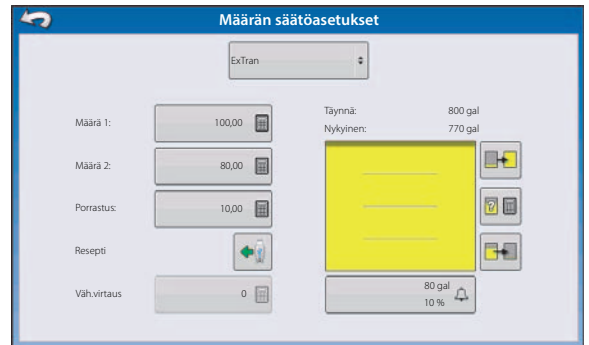 Määrän säätöasetukset
ExTran
Määrä 1: 100,00
Määrä 2: 80,00
Porrastus: 10,00
Resepti
Väh.virtaus 0
Täynnä: 800 gal
Nykyinen: 770 gal
?
80 gal
10 %